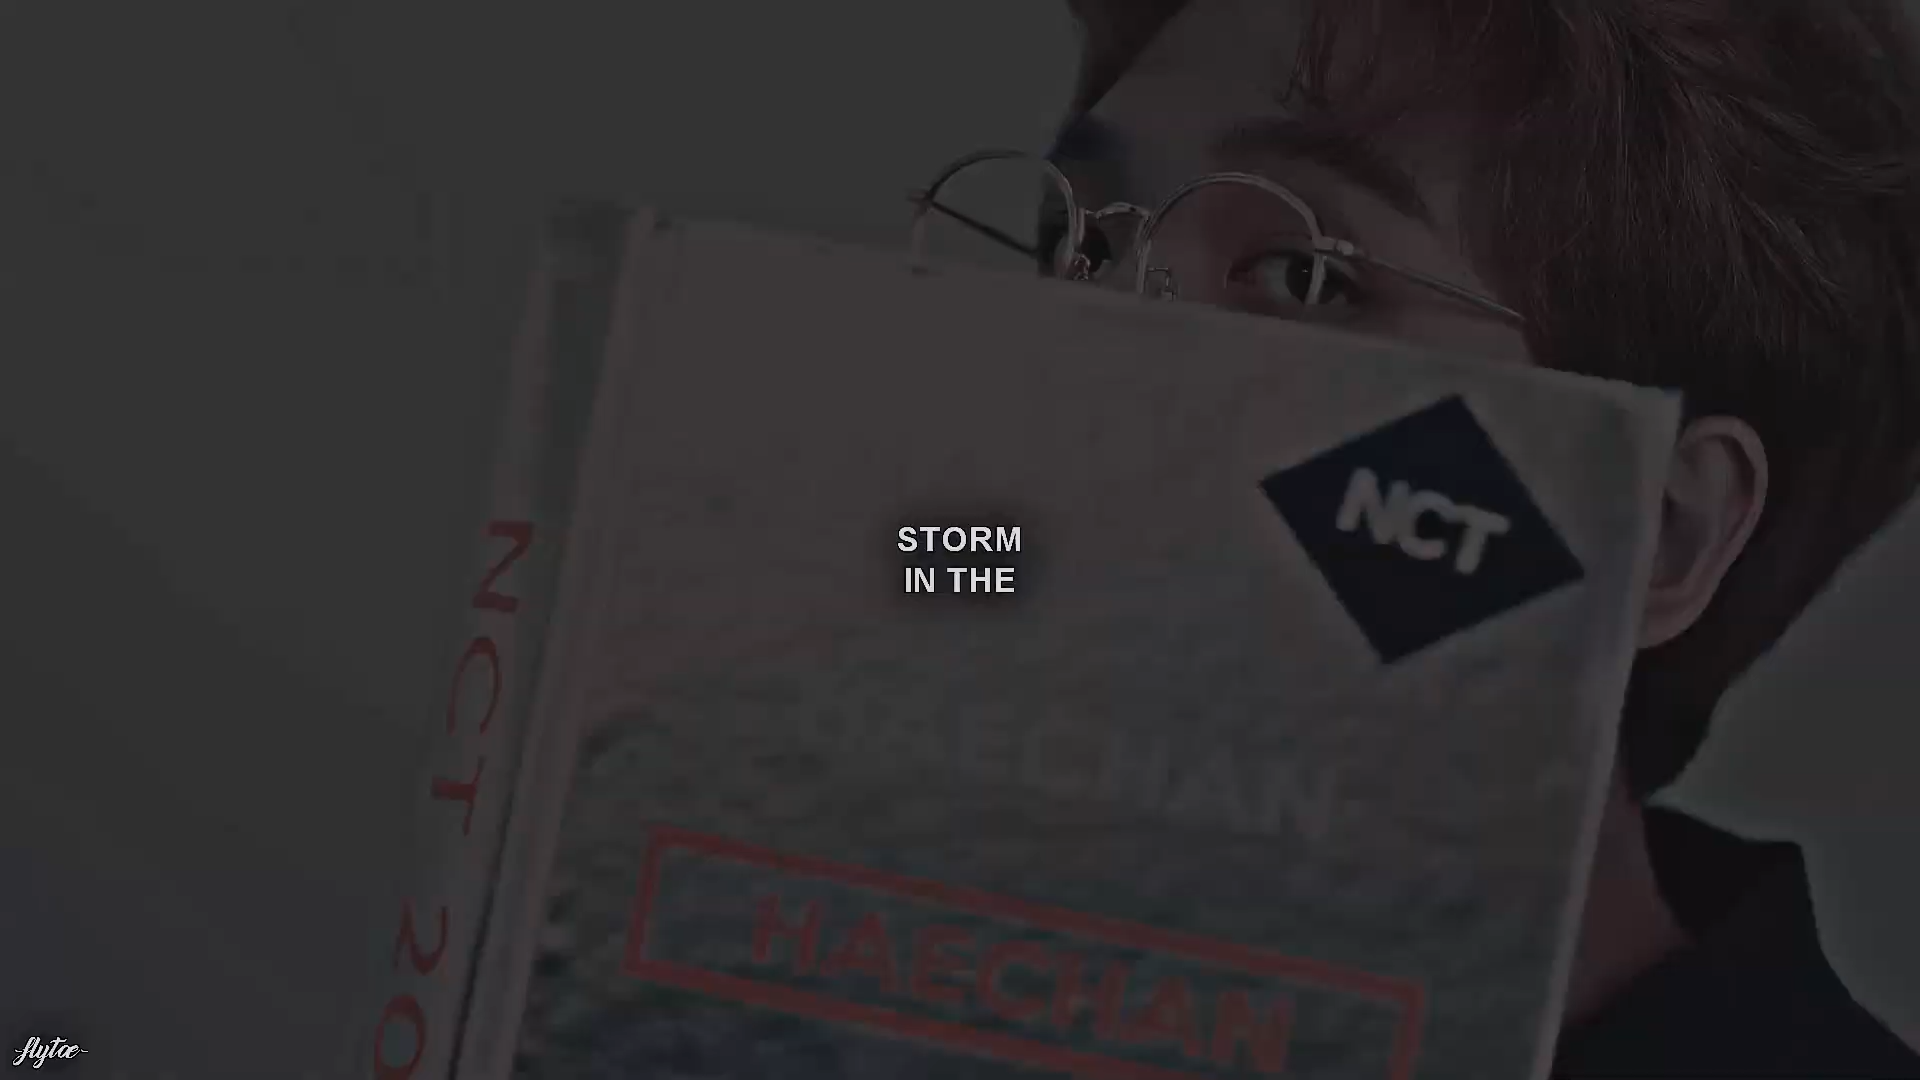 NCT
STORM
IN THE
NCT 20
HAECHAN
HAECHAN
-flytae-